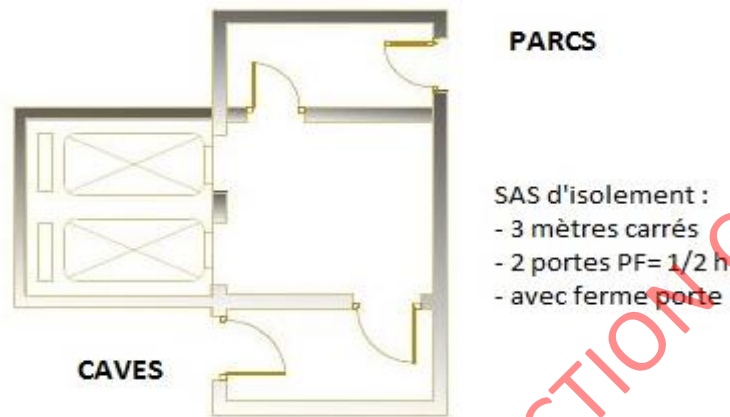 PARCS
SAS d'isolement :
- 3 mètres carrés
- 2 portes PF= 1/2 h
- avec ferme porte
CAVES